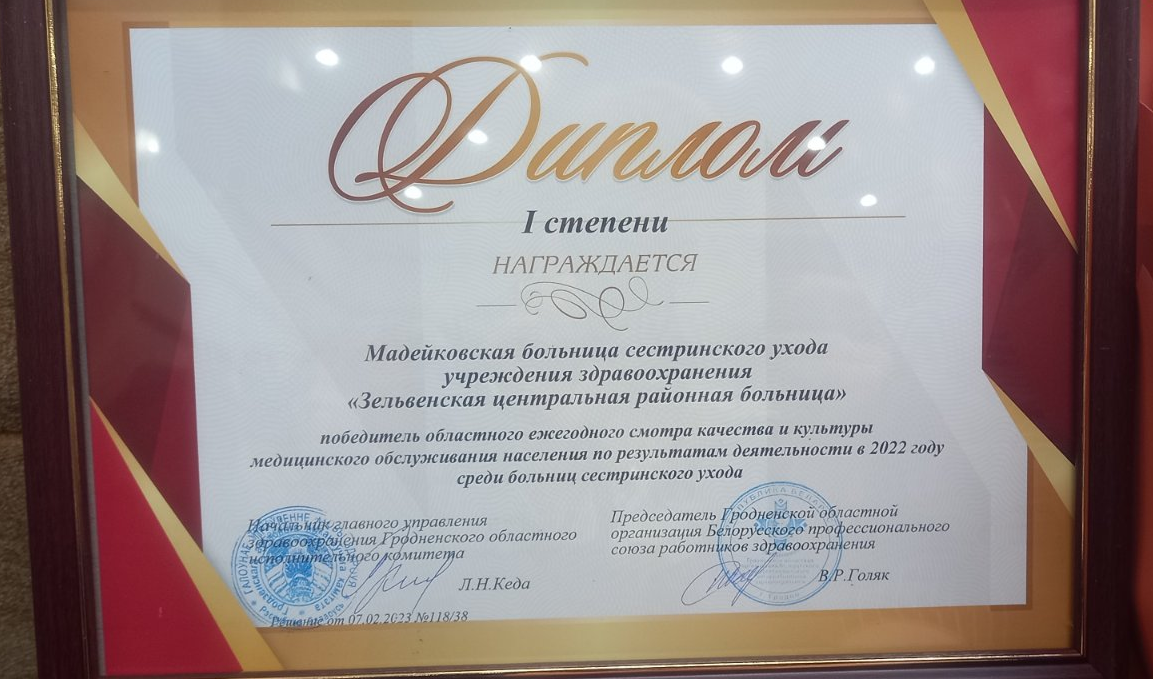 Диплом
I степени
НАГРАЖДАЕТСЯ
Мадейковская больница сестринского ухода
учреждения здравоохранения
«Зельвенская центральная районная больница»
победитель областного ежегодного смотра качества и культуры
медицинского обслуживания населения по результатам деятельности в 2022 году
среди больниц сестринского ухода
Начальник главного управления
здравоохранения Гродненского областного
исполнительного комитета
Л.Н.Кеда
Решение от 07.02.2023 №118/38
Председатель Гродненской областной
организации Белорусского профессионального
союза работников здравоохранения
В.Р.Голяк